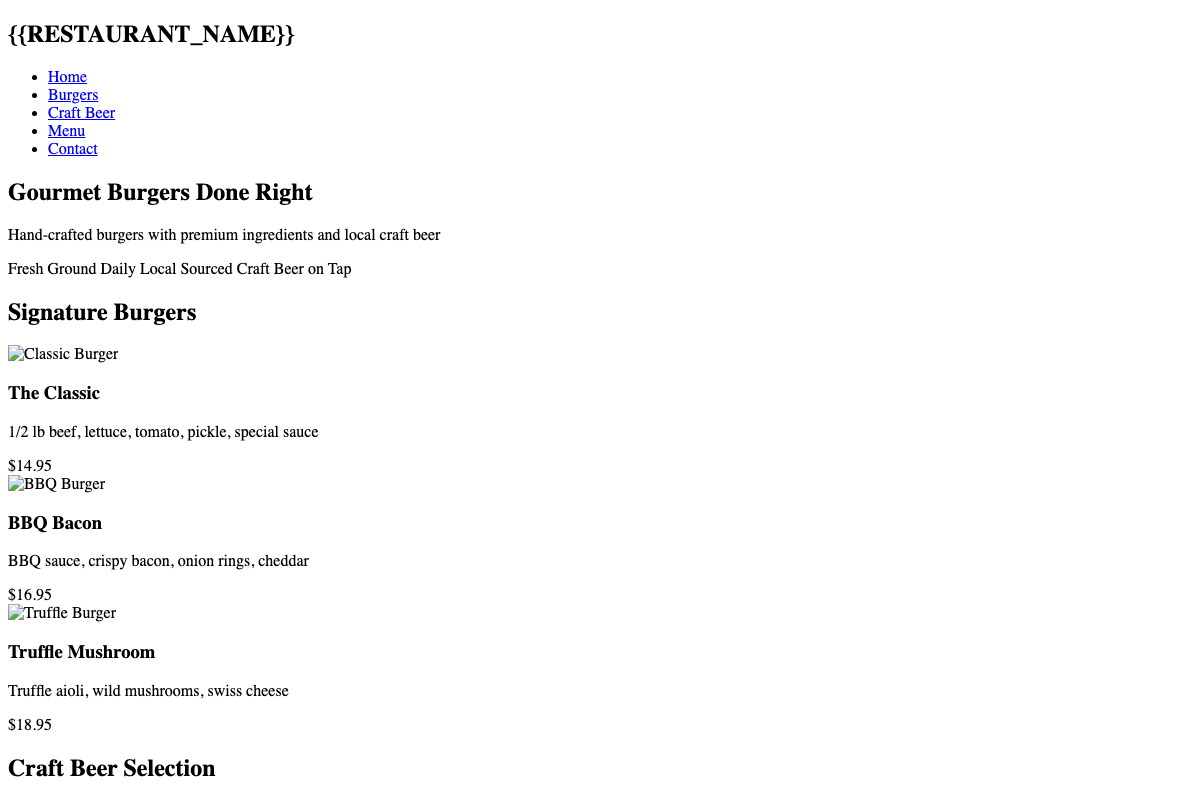 {{RESTAURANT_NAME}}
Home
Burgers
Craft Beer
Menu
Contact
Gourmet Burgers Done Right
Hand-crafted burgers with premium ingredients and local craft beer
Fresh Ground Daily Local Sourced Craft Beer on Tap
Signature Burgers
Classic Burger
The Classic
1/2 lb beef, lettuce, tomato, pickle, special sauce
$14.95
BBQ Burger
BBQ Bacon
BBQ sauce, crispy bacon, onion rings, cheddar
$16.95
Truffle Burger
Truffle Mushroom
Truffle aioli, wild mushrooms, swiss cheese
$18.95
Craft Beer Selection